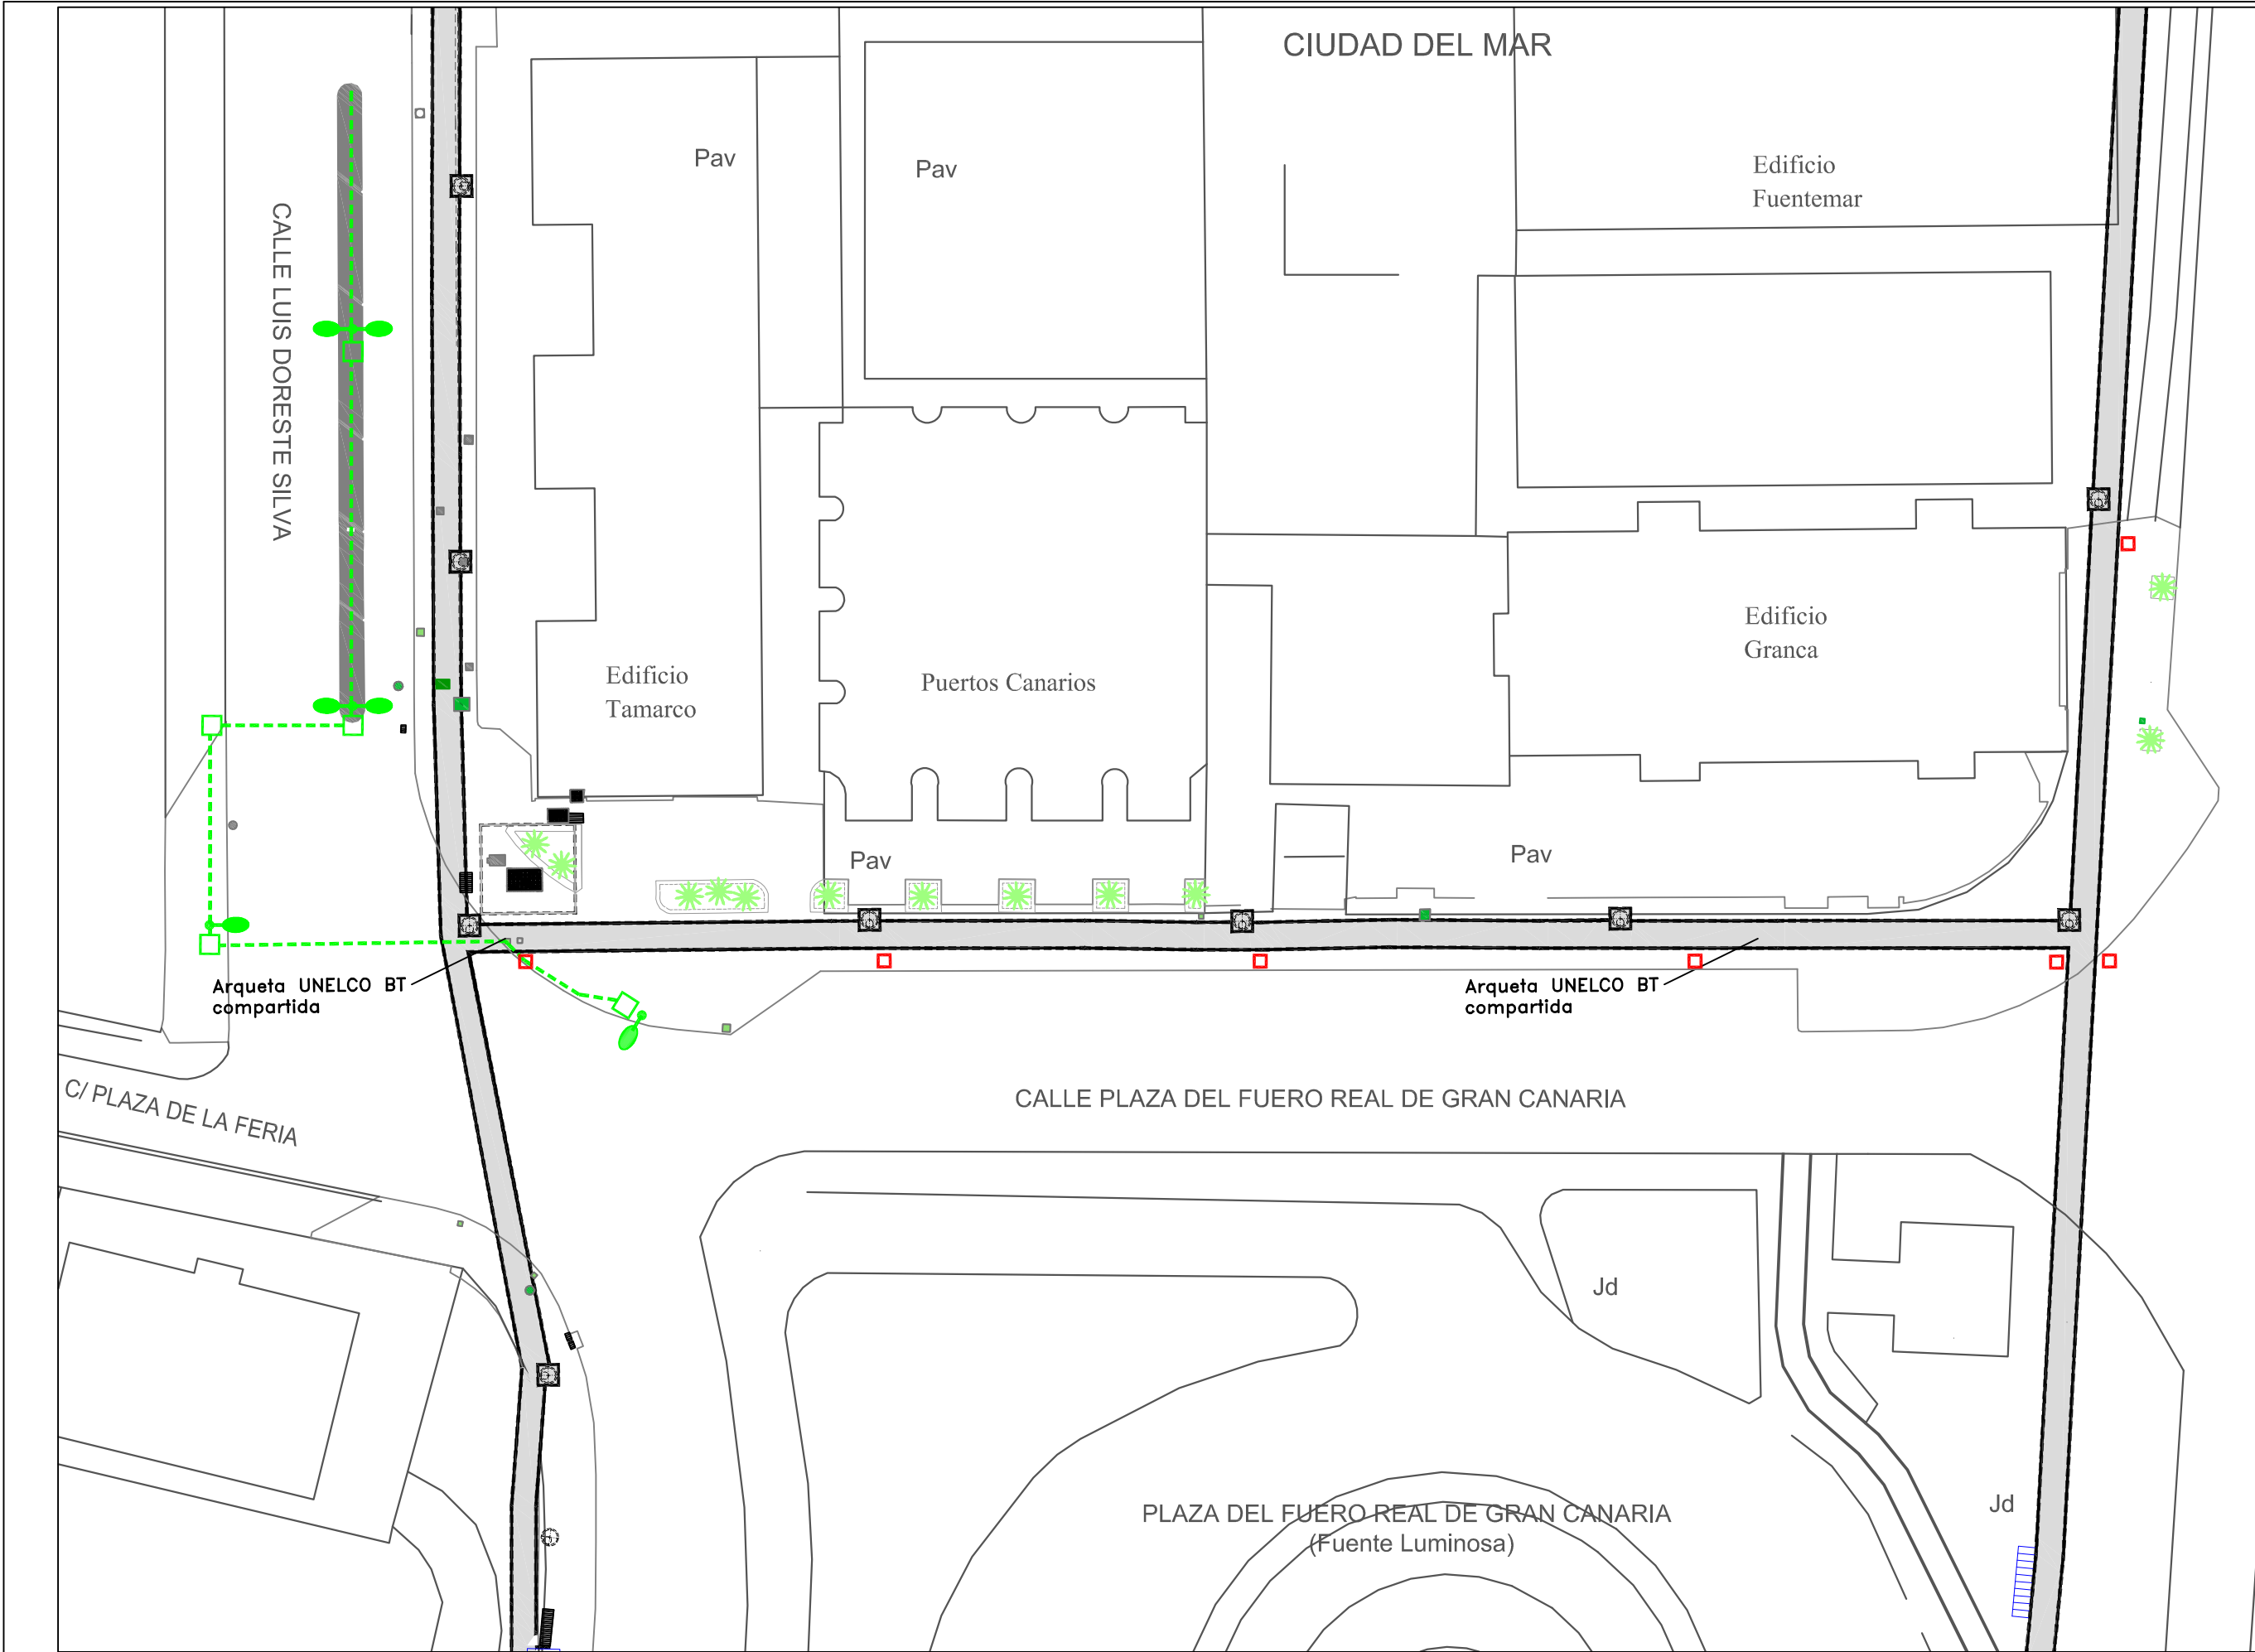 CIUDAD DEL MAR
Pav
Pav
Edificio
Fuentemar
CALLE LUIS DORESTE SILVA
Edificio
Tamarco
Puertos Canarios
Edificio
Granca
Pav
Pav
Arqueta UNELCO BT
compartida
Arqueta UNELCO BT
compartida
C/ PLAZA DE LA FERIA
CALLE PLAZA DEL FUERO REAL DE GRAN CANARIA
Jd
PLAZA DEL FUERO REAL DE GRAN CANARIA
(Fuente Luminosa)
Jd